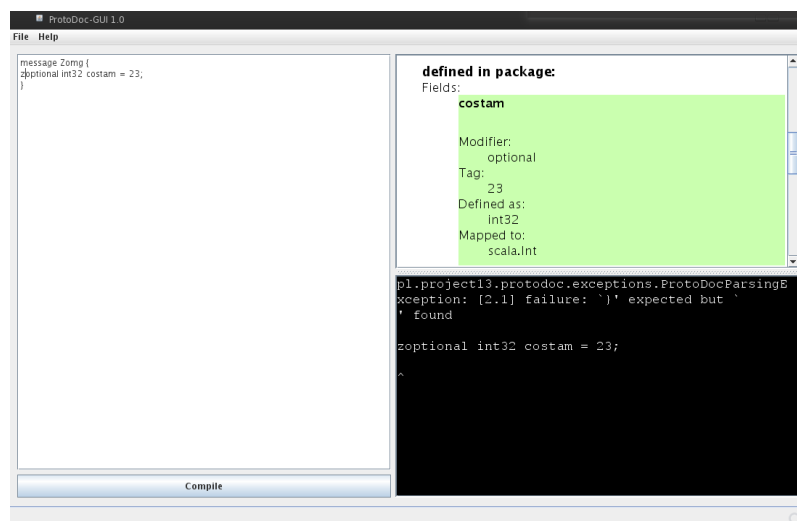 ProtoDoc-GUI 1.0
File Help
message Zomg {
zoptional int32 costam = 23;
}
Compile
defined in package:
Fields:
costam
Modifier:
optional
Tag:
23
Defined as:
int32
Mapped to:
scala.Int
pl.project13.protodoc.exceptions.ProtoDocParsingE
xception: [2.1] failure: `}' expected but `
' found
zoptional int32 costam = 23;
^